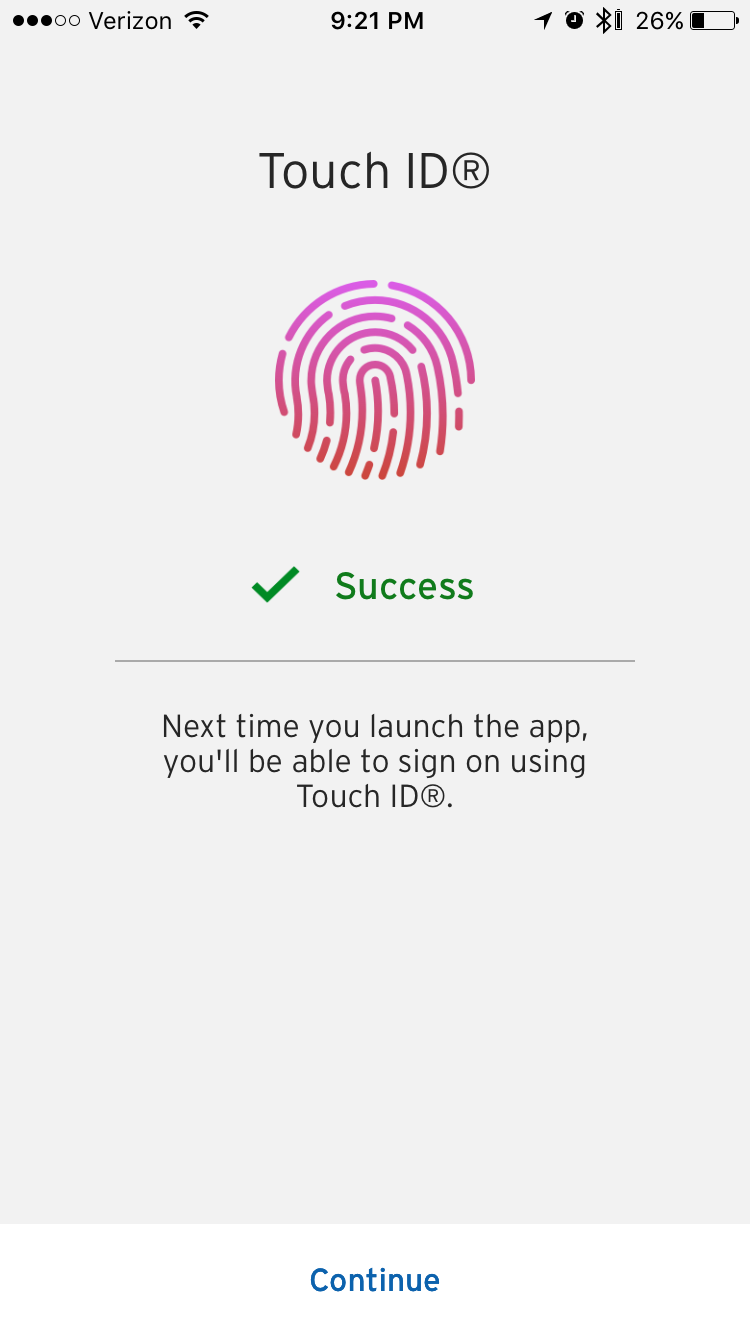 Verizon 9:21 PM 26%
Touch ID®
Success
Next time you launch the app,
you'll be able to sign on using
Touch ID®.
Continue